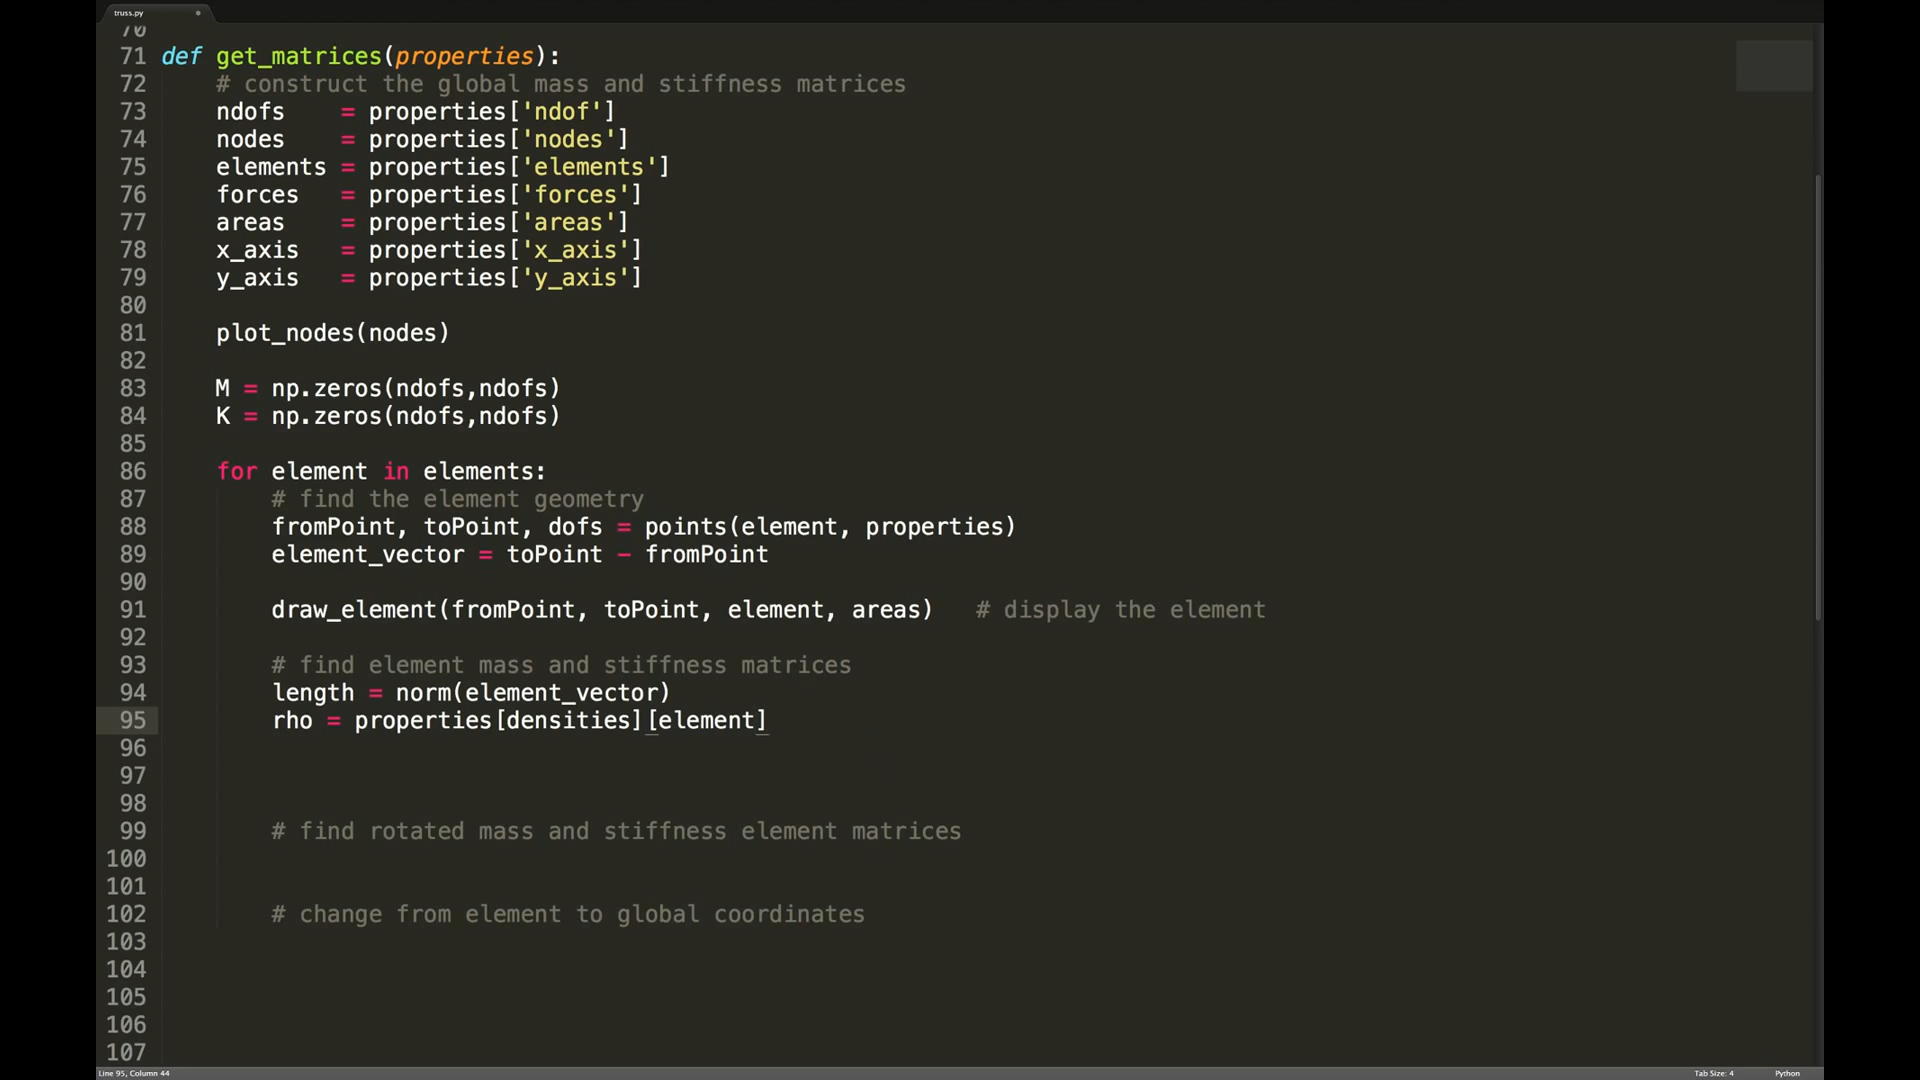 truss.py
70
71 def get_matrices(properties):
72     # construct the global mass and stiffness matrices
73     ndofs    = properties['ndof']
74     nodes    = properties['nodes']
75     elements = properties['elements']
76     forces   = properties['forces']
77     areas    = properties['areas']
78     x_axis   = properties['x_axis']
79     y_axis   = properties['y_axis']
80
81     plot_nodes(nodes)
82
83     M = np.zeros(ndofs,ndofs)
84     K = np.zeros(ndofs,ndofs)
85
86     for element in elements:
87         # find the element geometry
88         fromPoint, toPoint, dofs = points(element, properties)
89         element_vector = toPoint - fromPoint
90
91         draw_element(fromPoint, toPoint, element, areas)   # display the element
92
93         # find element mass and stiffness matrices
94         length = norm(element_vector)
95         rho = properties[densities][element]
96
97
98
99         # find rotated mass and stiffness element matrices
100
101
102         # change from element to global coordinates
103
104
105
106
107
Line 95, Column 44 Tab Size: 4 Python